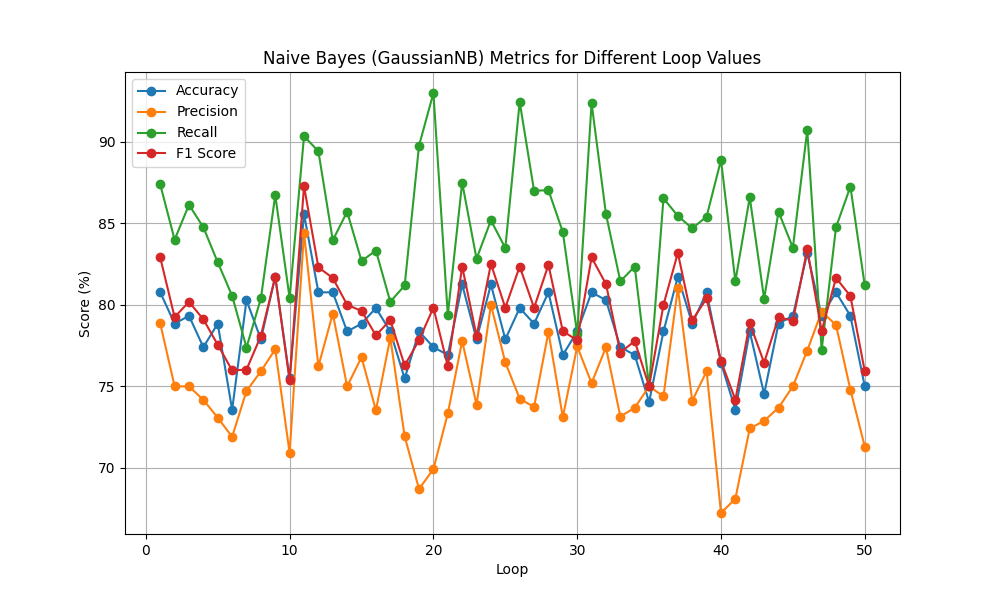 Naive Bayes (GaussianNB) Metrics for Different Loop Values
Accuracy
Precision
Recall
F1 Score
Score (%)
90
85
80
75
70
0 10 20 30 40 50
Loop